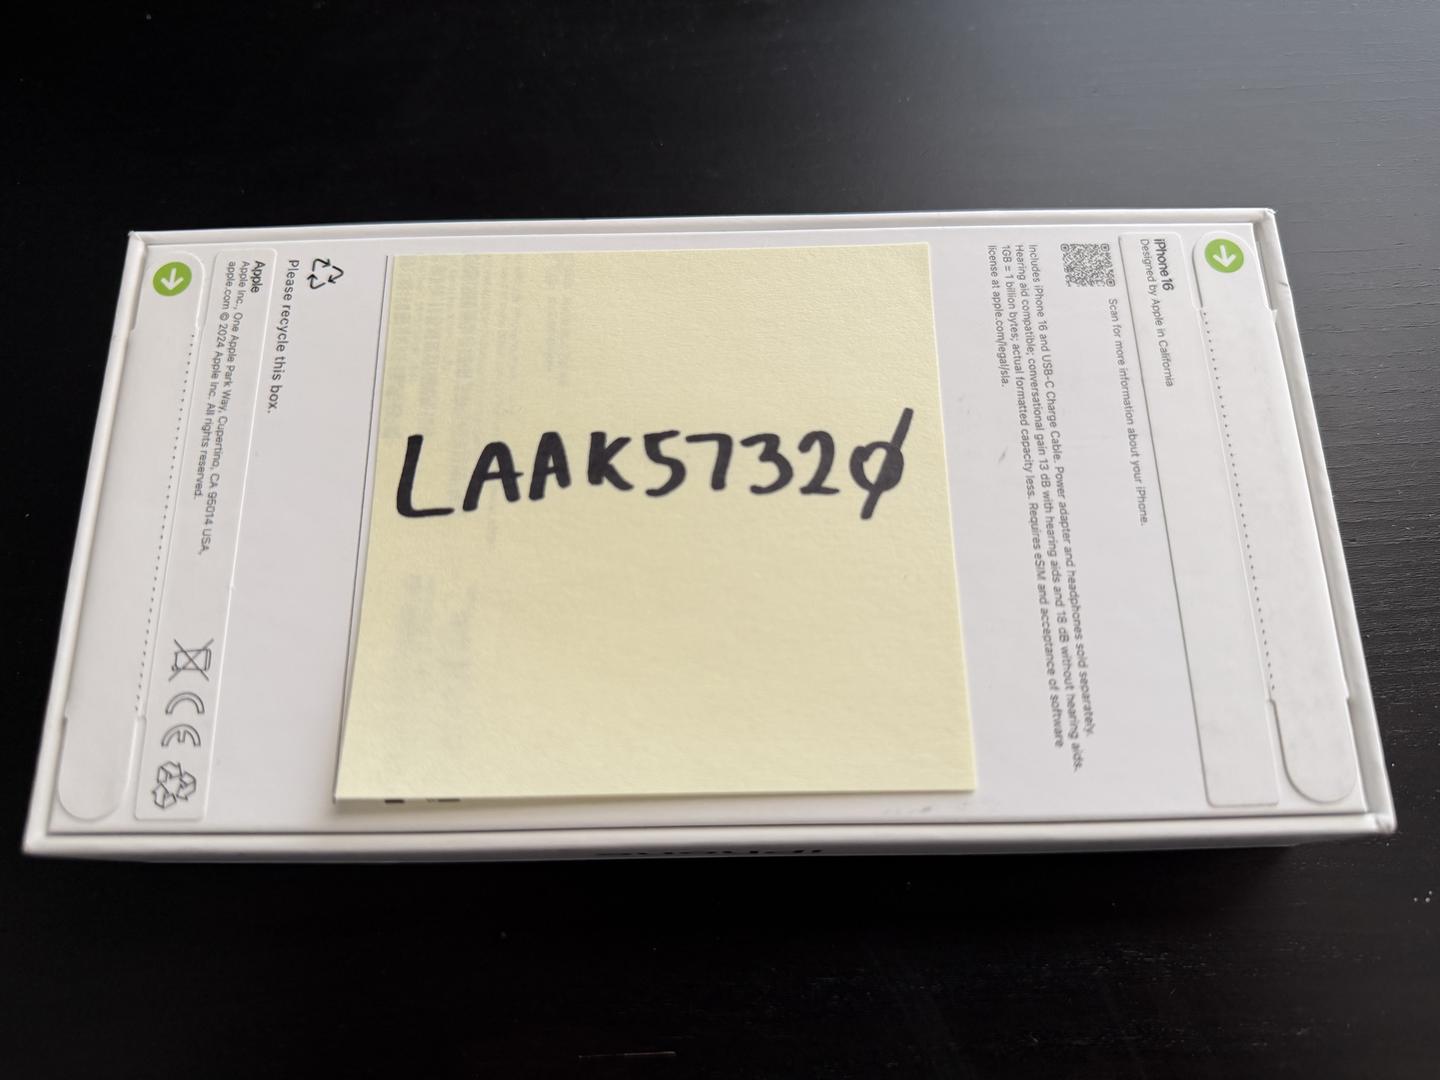 LAAK57320
iPhone 16
Designed by Apple in California
Scan for more information about your iPhone.
Includes iPhone 16 and USB-C Charge Cable. Power adapter and headphones sold separately.
Hearing aid compatible; conversational gain 13 dB with hearing aids and 18 dB without hearing aids.
1GB = 1 billion bytes; actual formatted capacity less. Requires eSIM and acceptance of software
license at apple.com/legal/sla.
Please recycle this box.
Apple
Apple Inc., One Apple Park Way, Cupertino, CA 95014 USA,
apple.com © 2024 Apple Inc. All rights reserved.
CE
iPhone